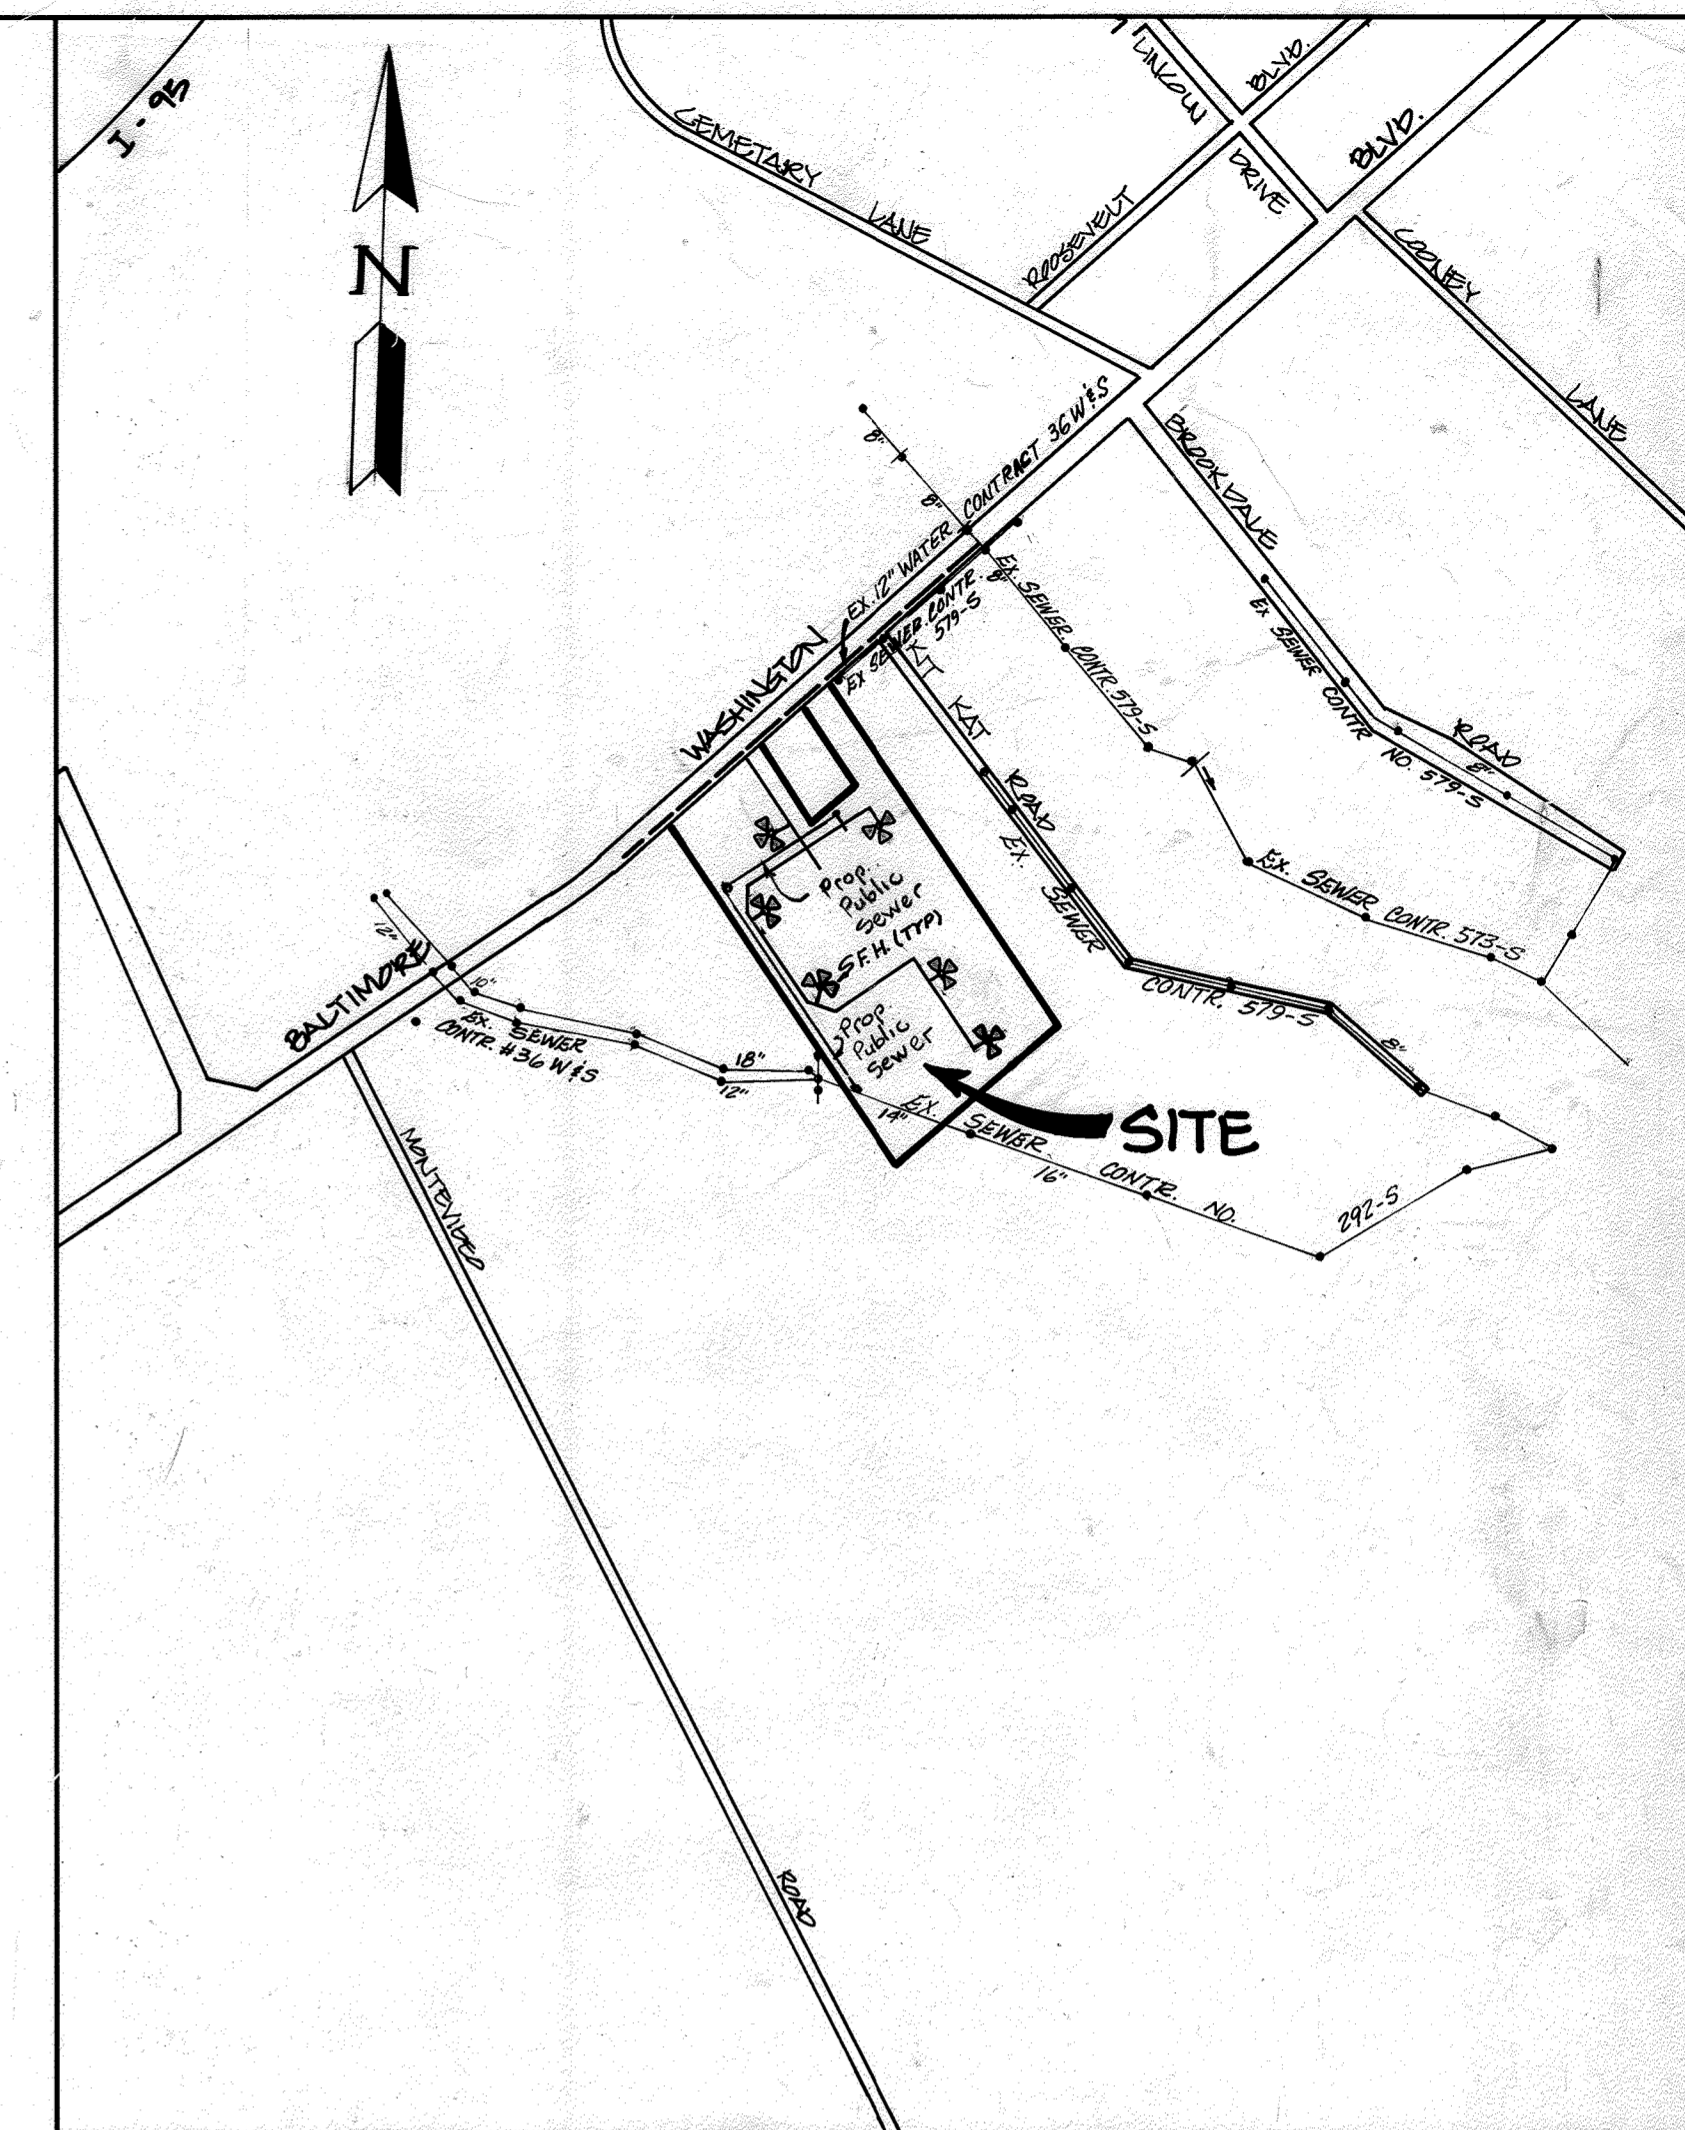 I-95
N
CEMETARY
LANE
LINCOLN
DRIVE
ROOSEVELT
BLVD.
BLVD.
COONEY
LANE
BROOKDALE
ROAD
8"
8"
EX. 12" WATER CONTRACT 36 W & S
WASHINGTON
EX SEWER CONTR.
579-S
8"
EX. SEWER CONTR. 579-S
EX SEWER CONTR NO. 579-S
8"
KIT
KAT
ROAD
EX. SEWER
CONTR. 579-S
8"
EX. SEWER CONTR. 573-S
Prop.
Public
Sewer
S.F.H. (TYP)
Prop.
Public
Sewer
SITE
BALTIMORE
12"
10"
EX. SEWER
CONTR. #36 W & S
18"
12"
14"
EX. SEWER CONTR. NO. 292-S
16"
MONTEVIDEO
ROAD